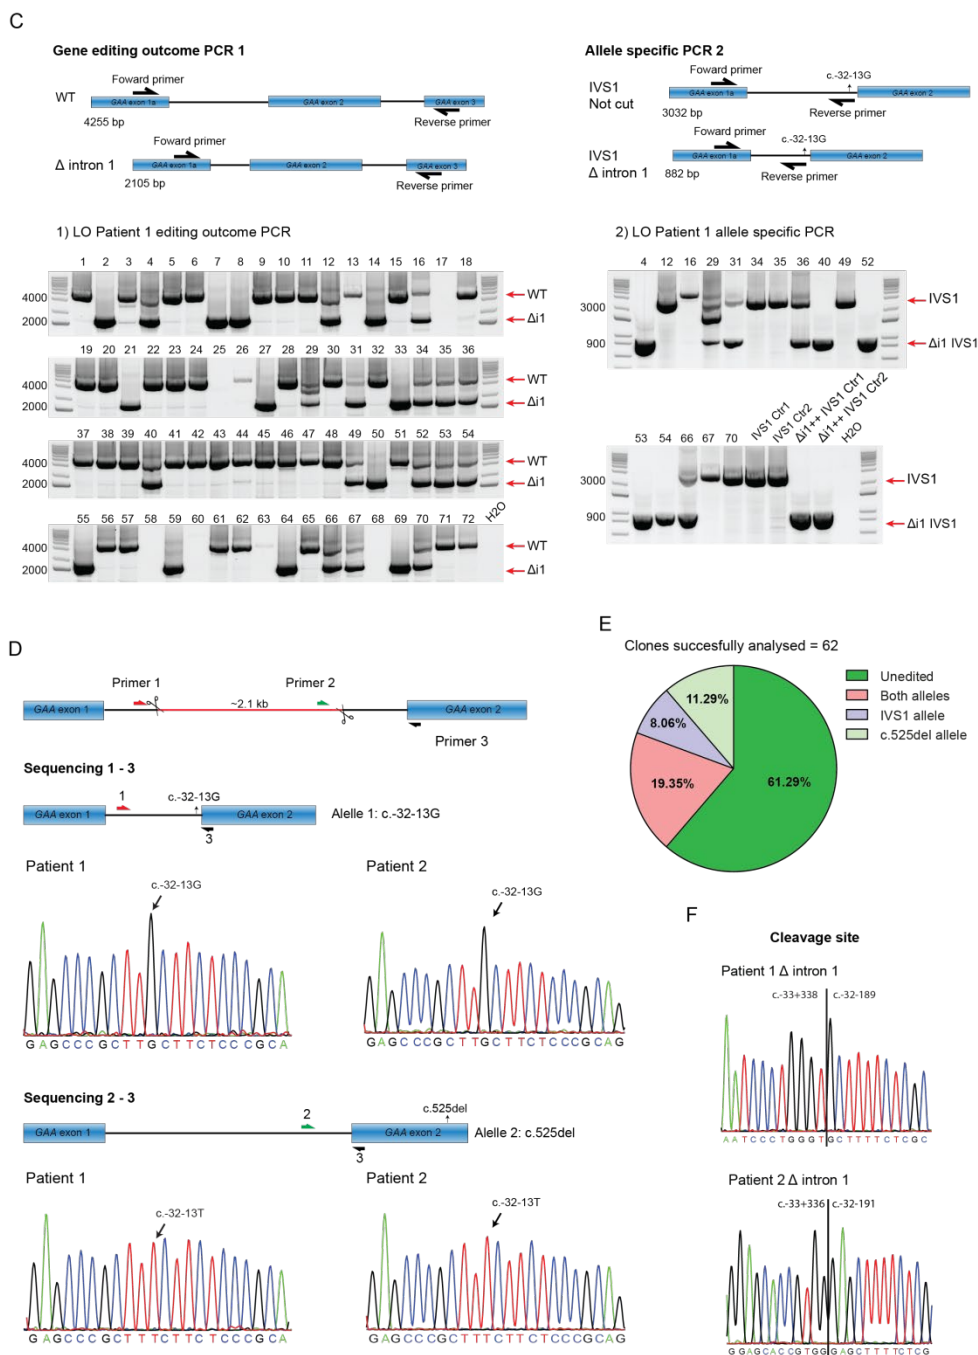 C
Gene editing outcome PCR 1
Foward primer
WT
GAA exon 1a
GAA exon 2
GAA exon 3
4255 bp
Reverse primer
Foward primer
Δ intron 1
GAA exon 1a
GAA exon 2
GAA exon 3
2105 bp
Reverse primer
Allele specific PCR 2
Foward primer
c.-32-13G
IVS1
Not cut
GAA exon 1a
GAA exon 2
3032 bp
Reverse primer
Foward primer
c.-32-13G
IVS1
Δ intron 1
GAA exon 1a
GAA exon 2
882 bp
Reverse primer
1) LO Patient 1 editing outcome PCR
1 2 3 4 5 6 7 8 9 10 11 12 13 14 15 16 17 18
4000
WT
2000
Δi1
19 20 21 22 23 24 25 26 27 28 29 30 31 32 33 34 35 36
4000
WT
2000
Δi1
37 38 39 40 41 42 43 44 45 46 47 48 49 50 51 52 53 54
4000
WT
2000
Δi1
55 56 57 58 59 60 61 62 63 64 65 66 67 68 69 70 71 72 H2O
4000
WT
2000
Δi1
2) LO Patient 1 allele specific PCR
4 12 16 29 31 34 35 36 40 49 52
3000
IVS1
900
Δi1 IVS1
53 54 66 67 70 IVS1 Ctr1 IVS1 Ctr2 Δi1++ IVS1 Ctr1 Δi1++ IVS1 Ctr2 H2O
3000
IVS1
900
Δi1 IVS1
D
Primer 1
Primer 2
~2.1 kb
GAA exon 1
GAA exon 2
Primer 3
Sequencing 1 - 3
1
c.-32-13G
GAA exon 1
GAA exon 2
Alelle 1: c.-32-13G
3
Patient 1
Patient 2
c.-32-13G
c.-32-13G
GAGCCCGCTTGCTTCTCCCGCA
GAGCCCGCTTGCTTCTCCCGCAG
Sequencing 2 - 3
2
c.525del
GAA exon 1
GAA exon 2
Alelle 2: c.525del
3
Patient 1
Patient 2
c.-32-13T
c.-32-13T
GAGCCCGCTTTCTTCTCCCGCA
GAGCCCGCTTTCTTCTCCCGCAG
E
Clones succesfully analysed = 62
11.29%
8.06%
19.35%
61.29%
Unedited
Both alleles
IVS1 allele
c.525del allele
F
Cleavage site
Patient 1 Δ intron 1
c.-33+338
c.-32-189
AATCCCTGGGTGCTTTTCTCGC
Patient 2 Δ intron 1
c.-33+336
c.-32-191
GGAGCACCGTGGGAGCTTTTCTCG